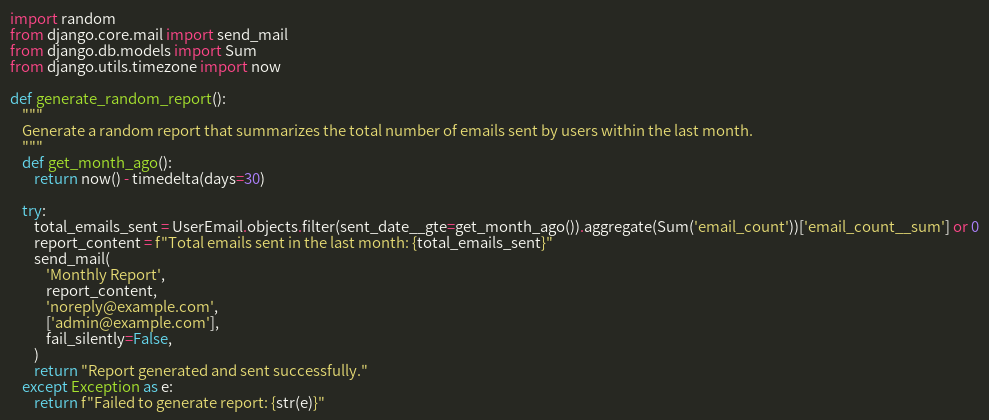 import random
from django.core.mail import send_mail
from django.db.models import Sum
from django.utils.timezone import now

def generate_random_report():
    """
    Generate a random report that summarizes the total number of emails sent by users within the last month.
    """
    def get_month_ago():
        return now() - timedelta(days=30)

    try:
        total_emails_sent = UserEmail.objects.filter(sent_date__gte=get_month_ago()).aggregate(Sum('email_count'))['email_count__sum'] or 0
        report_content = f"Total emails sent in the last month: {total_emails_sent}"
        send_mail(
            'Monthly Report',
            report_content,
            'noreply@example.com',
            ['admin@example.com'],
            fail_silently=False,
        )
        return "Report generated and sent successfully."
    except Exception as e:
        return f"Failed to generate report: {str(e)}"